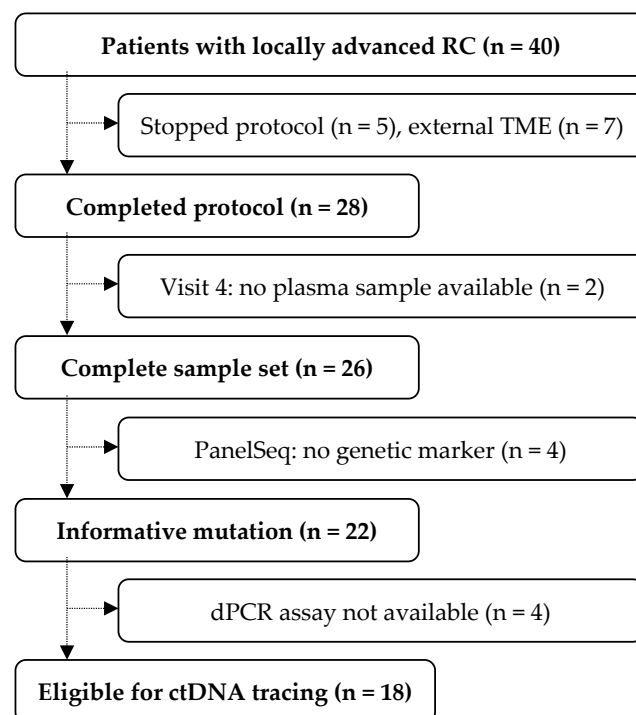 Patients with locally advanced RC (n = 40)
Stopped protocol (n = 5), external TME (n = 7)
Completed protocol (n = 28)
Visit 4: no plasma sample available (n = 2)
Complete sample set (n = 26)
PanelSeq: no genetic marker (n = 4)
Informative mutation (n = 22)
dPCR assay not available (n = 4)
Eligible for ctDNA tracing (n = 18)